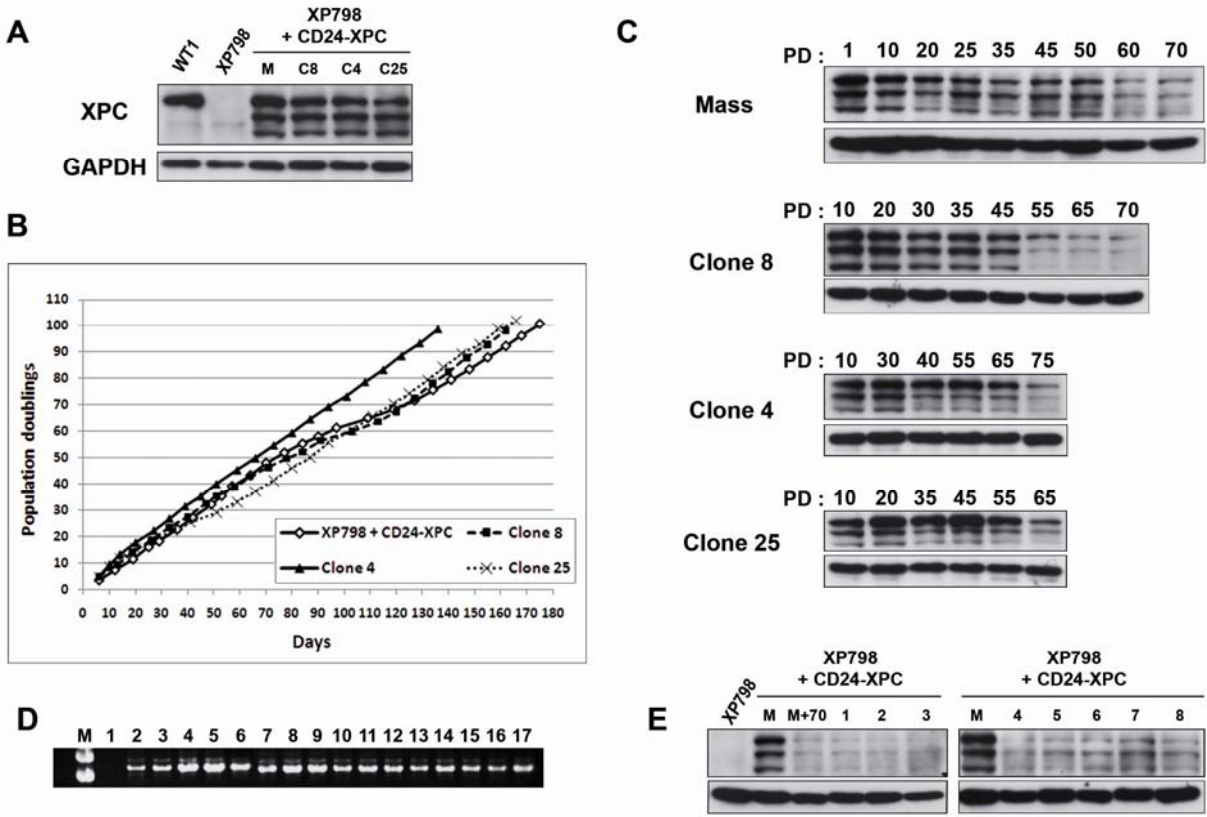 A
WT1
XP798
XP798
+ CD24-XPC
M C8 C4 C25
XPC
GAPDH
B
Population doublings
110
100
90
80
70
60
50
40
30
20
10
0
0 10 20 30 40 50 60 70 80 90 100 110 120 130 140 150 160 170 180
Days
XP798 + CD24-XPC
Clone 8
Clone 4
Clone 25
C
PD : 1 10 20 25 35 45 50 60 70
Mass
PD : 10 20 30 35 45 55 65 70
Clone 8
PD : 10 30 40 55 65 75
Clone 4
PD : 10 20 35 45 55 65
Clone 25
D
M 1 2 3 4 5 6 7 8 9 10 11 12 13 14 15 16 17
E
XP798
XP798
+ CD24-XPC
M M+70 1 2 3
XP798
+ CD24-XPC
M 4 5 6 7 8